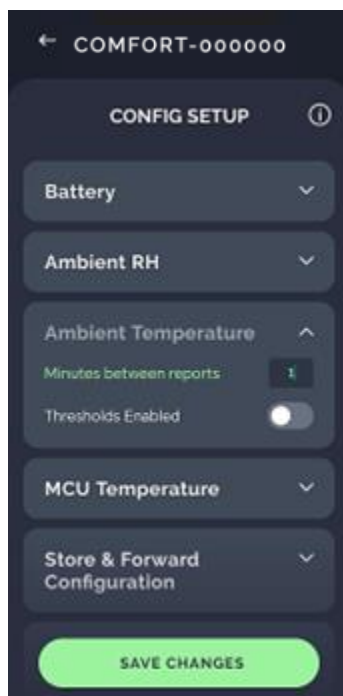 ← COMFORT-000000
CONFIG SETUP
Battery
Ambient RH
Ambient Temperature
Minutes between reports 1
Thresholds Enabled
MCU Temperature
Store & Forward
Configuration
SAVE CHANGES